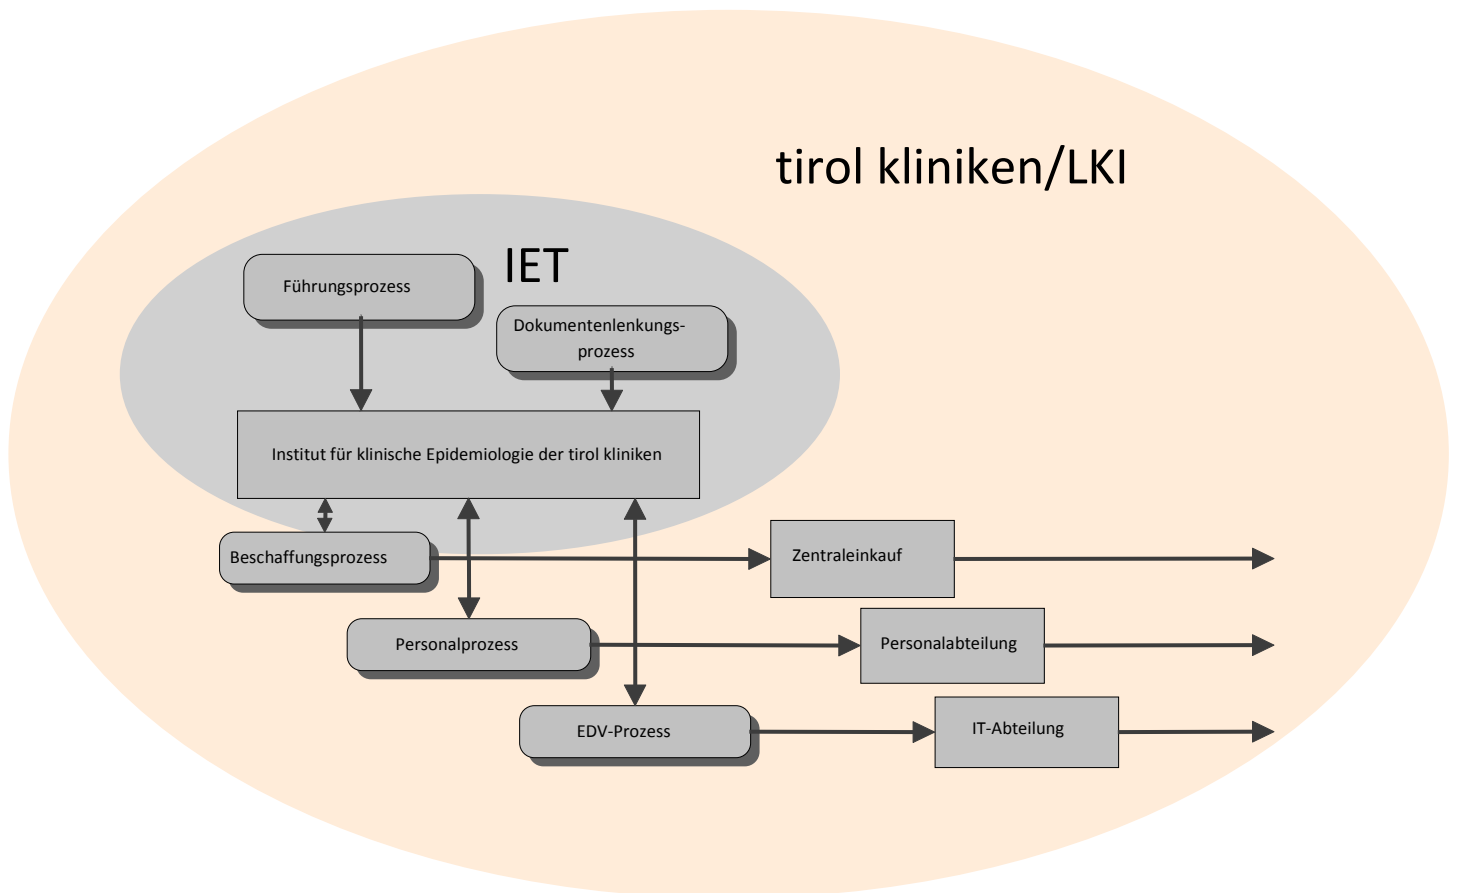 tirol kliniken/LKI
IET
Führungsprozess
Dokumentenlenkungs-
prozess
Institut für klinische Epidemiologie der tirol kliniken
Beschaffungsprozess
Zentraleinkauf
Personalprozess
Personalabteilung
EDV-Prozess
IT-Abteilung